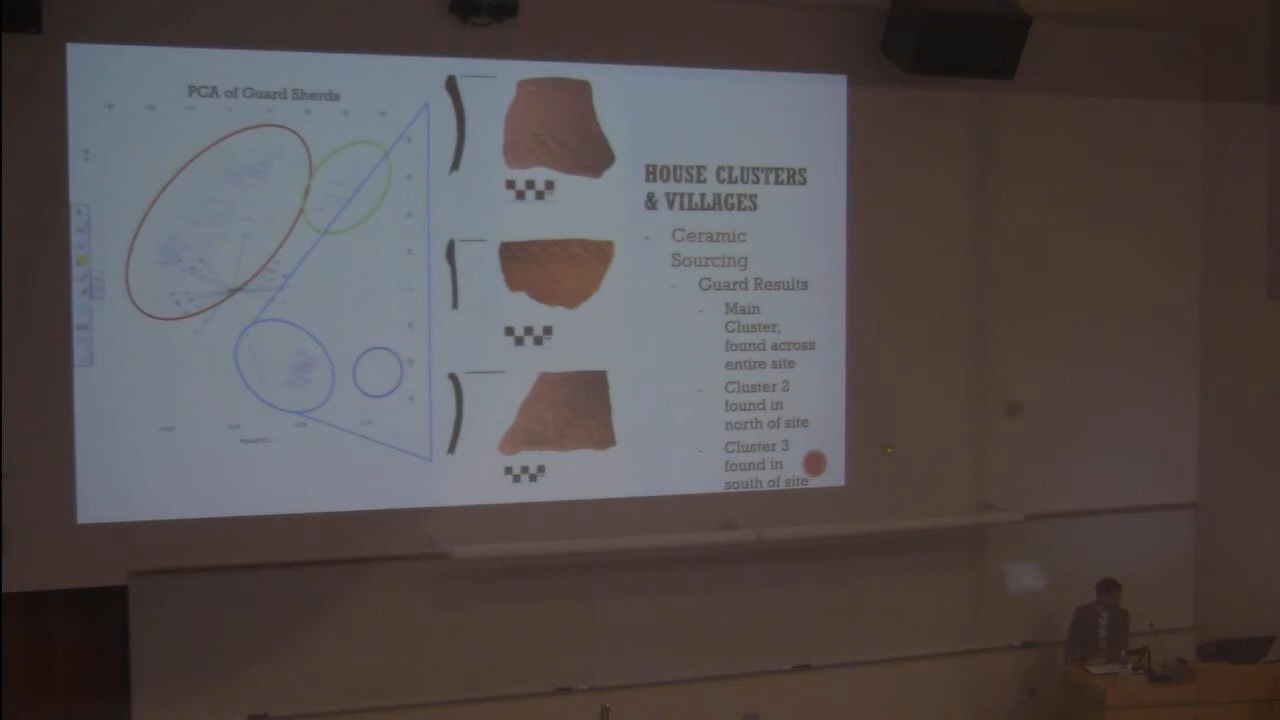 PCA of Guard Sherds
HOUSE CLUSTERS
& VILLAGES
- Ceramic
Sourcing
- Guard Results
- Main
Cluster,
found across
entire site
- Cluster 2
found in
north of site
- Cluster 3
found in
south of site